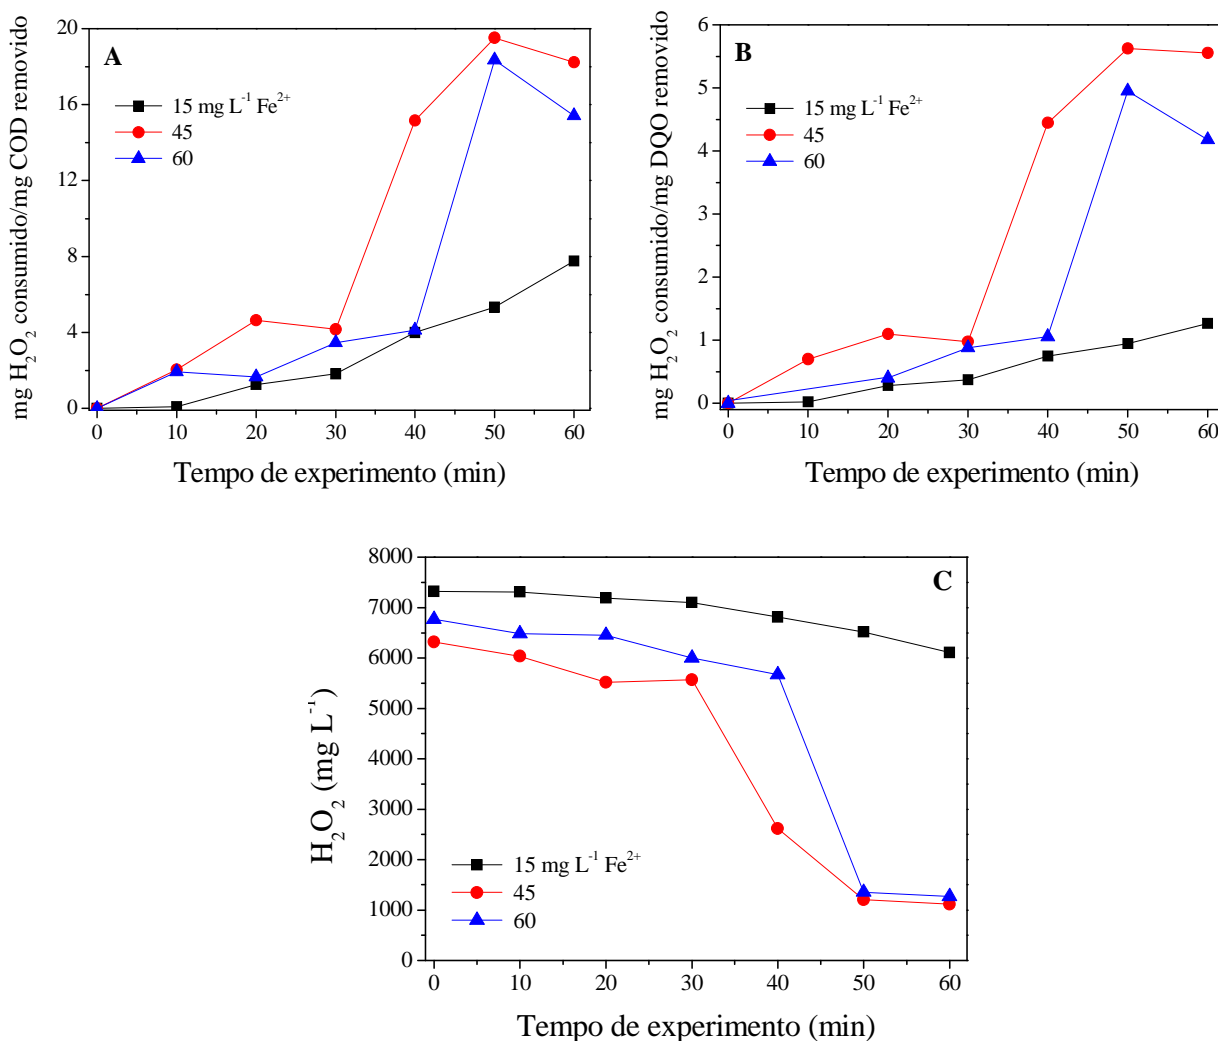 A
mg H₂O₂ consumido/mg COD removido
20
16
12
8
4
0
15 mg L⁻¹ Fe²⁺
45
60
0 10 20 30 40 50 60
Tempo de experimento (min)
B
mg H₂O₂ consumido/mg DQO removido
6
5
4
3
2
1
0
15 mg L⁻¹ Fe²⁺
45
60
0 10 20 30 40 50 60
Tempo de experimento (min)
C
H₂O₂ (mg L⁻¹)
8000
7000
6000
5000
4000
3000
2000
1000
0
15 mg L⁻¹ Fe²⁺
45
60
0 10 20 30 40 50 60
Tempo de experimento (min)